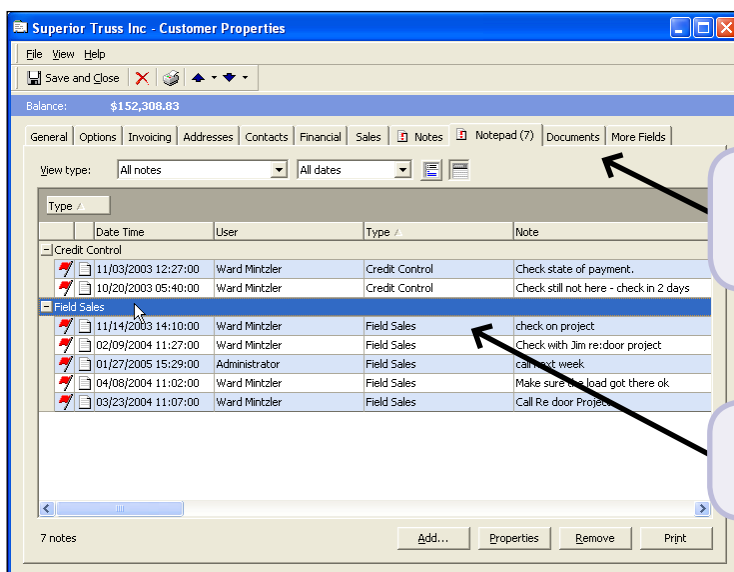 Superior Truss Inc - Customer Properties
File View Help
Save and Close
Balance: $152,308.83
General Options Invoicing Addresses Contacts Financial Sales Notes Notepad (7) Documents More Fields
View type: All notes All dates
Type
Date Time User Type Note
Credit Control
11/03/2003 12:27:00 Ward Mintzler Credit Control Check state of payment.
10/20/2003 05:40:00 Ward Mintzler Credit Control Check still not here - check in 2 days
Field Sales
11/14/2003 14:10:00 Ward Mintzler Field Sales check on project
02/09/2004 11:27:00 Ward Mintzler Field Sales Check with Jim re:door project
01/27/2005 15:29:00 Administrator Field Sales call next week
04/08/2004 11:02:00 Ward Mintzler Field Sales Make sure the load got there ok
03/23/2004 11:07:00 Ward Mintzler Field Sales Call Re door Project
7 notes Add... Properties Remove Print